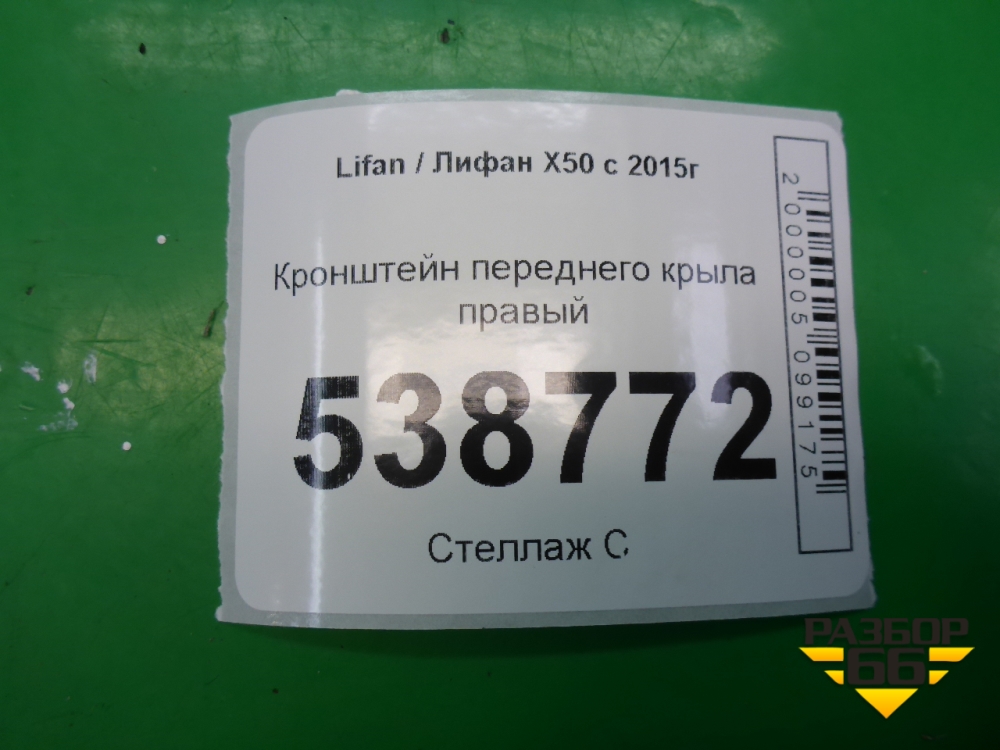 Lifan / Лифан X50 с 2015г
Кронштейн переднего крыла
правый
538772
Стеллаж С
2000005099175
РАЗБОР
66